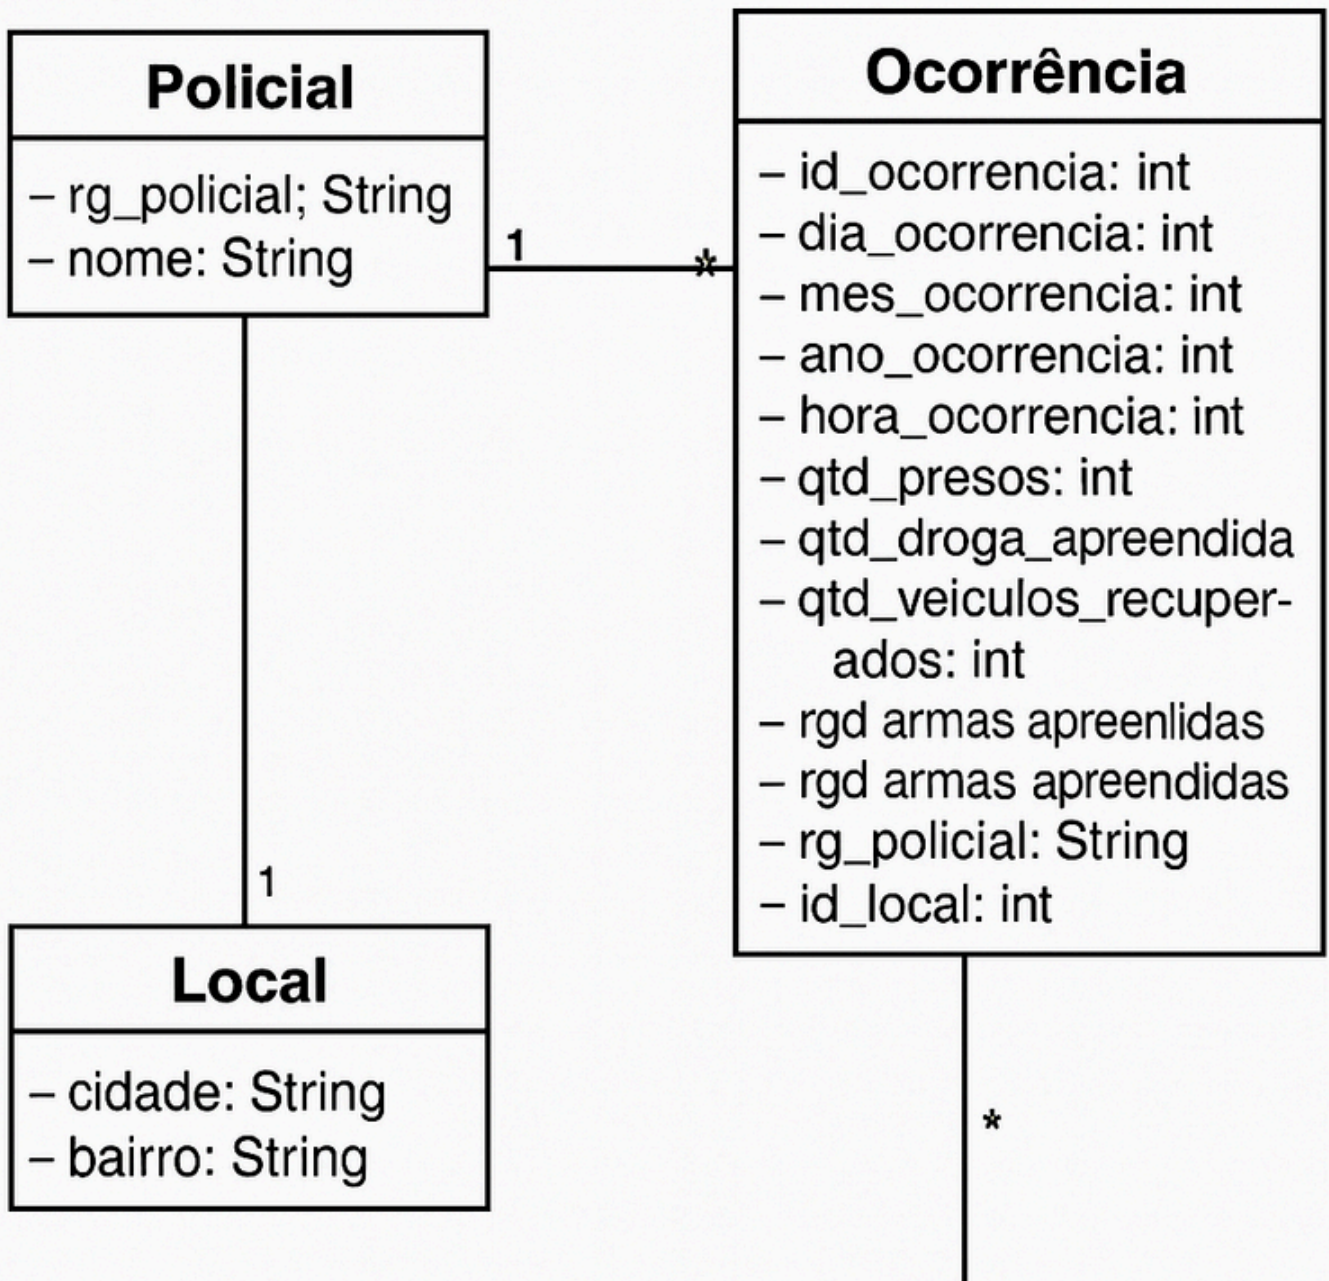 Policial
– rg_policial; String
– nome: String
1
*
Ocorrência
– id_ocorrencia: int
– dia_ocorrencia: int
– mes_ocorrencia: int
– ano_ocorrencia: int
– hora_ocorrencia: int
– qtd_presos: int
– qtd_droga_apreendida
– qtd_veiculos_recuper-
ados: int
– rgd armas apreenlidas
– rgd armas apreendidas
– rg_policial: String
– id_local: int
1
Local
– cidade: String
– bairro: String
*